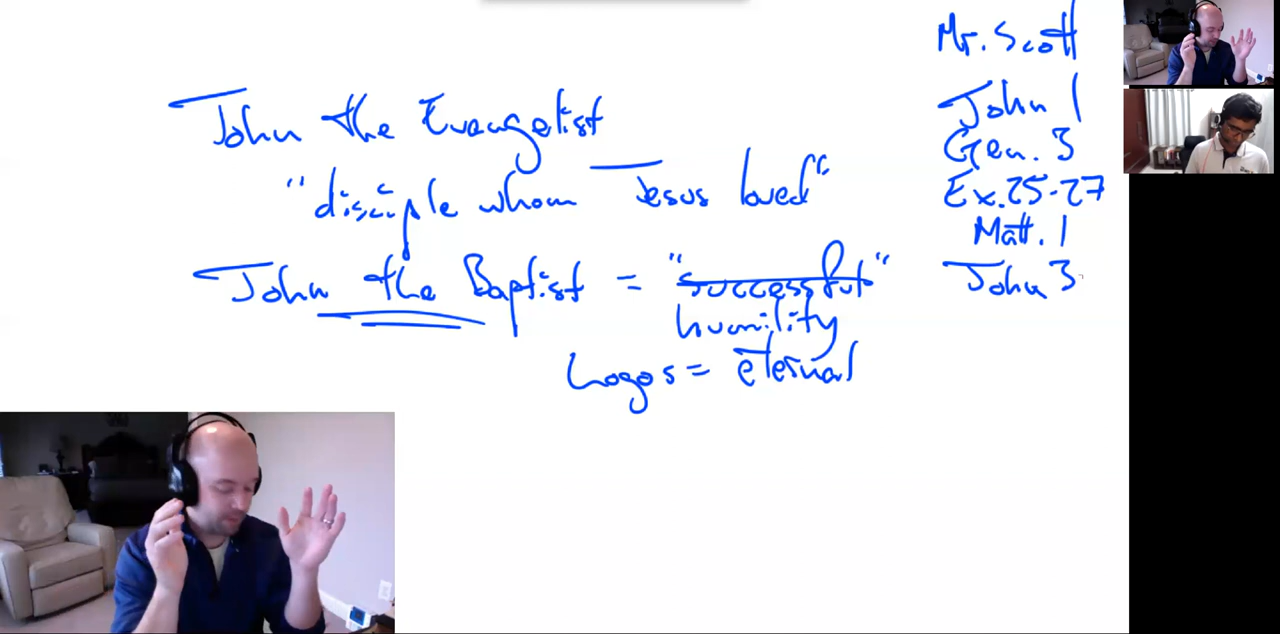 John the Evangelist
"disciple whom Jesus loved"
John the Baptist = "successful"
humility
Logos = eternal
Mr. Scott
John 1
Gen. 3
Ex. 25-27
Matt. 1
John 3